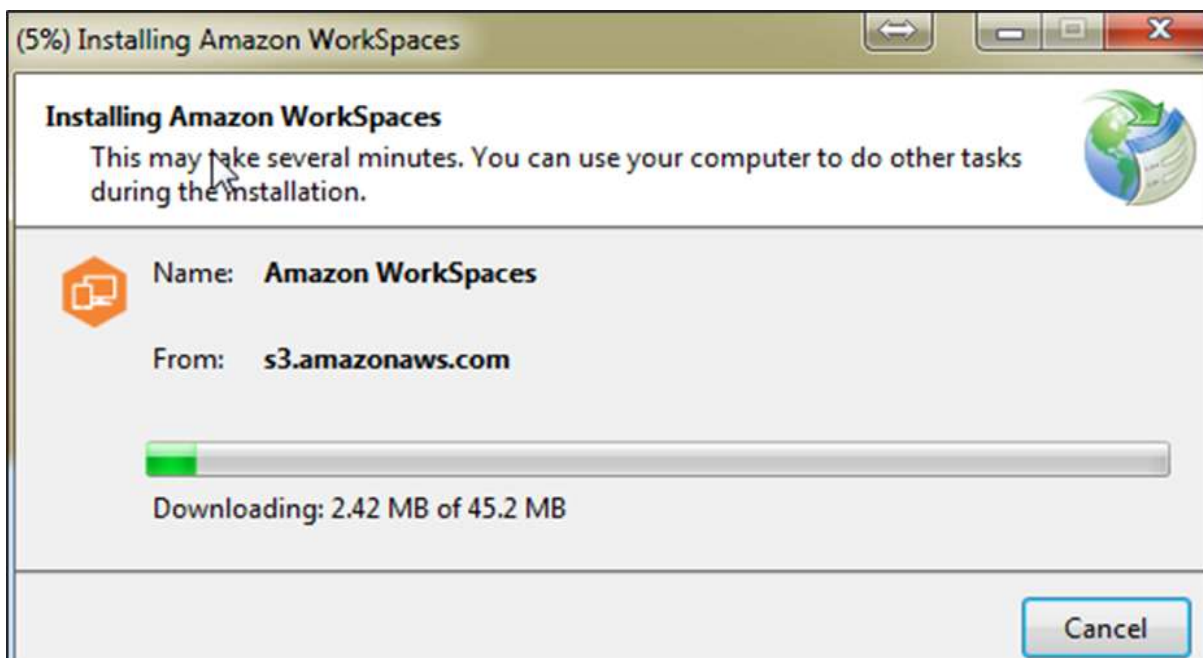 (5%) Installing Amazon WorkSpaces
Installing Amazon WorkSpaces
This may take several minutes. You can use your computer to do other tasks
during the installation.
Name: Amazon WorkSpaces
From: s3.amazonaws.com
Downloading: 2.42 MB of 45.2 MB
Cancel